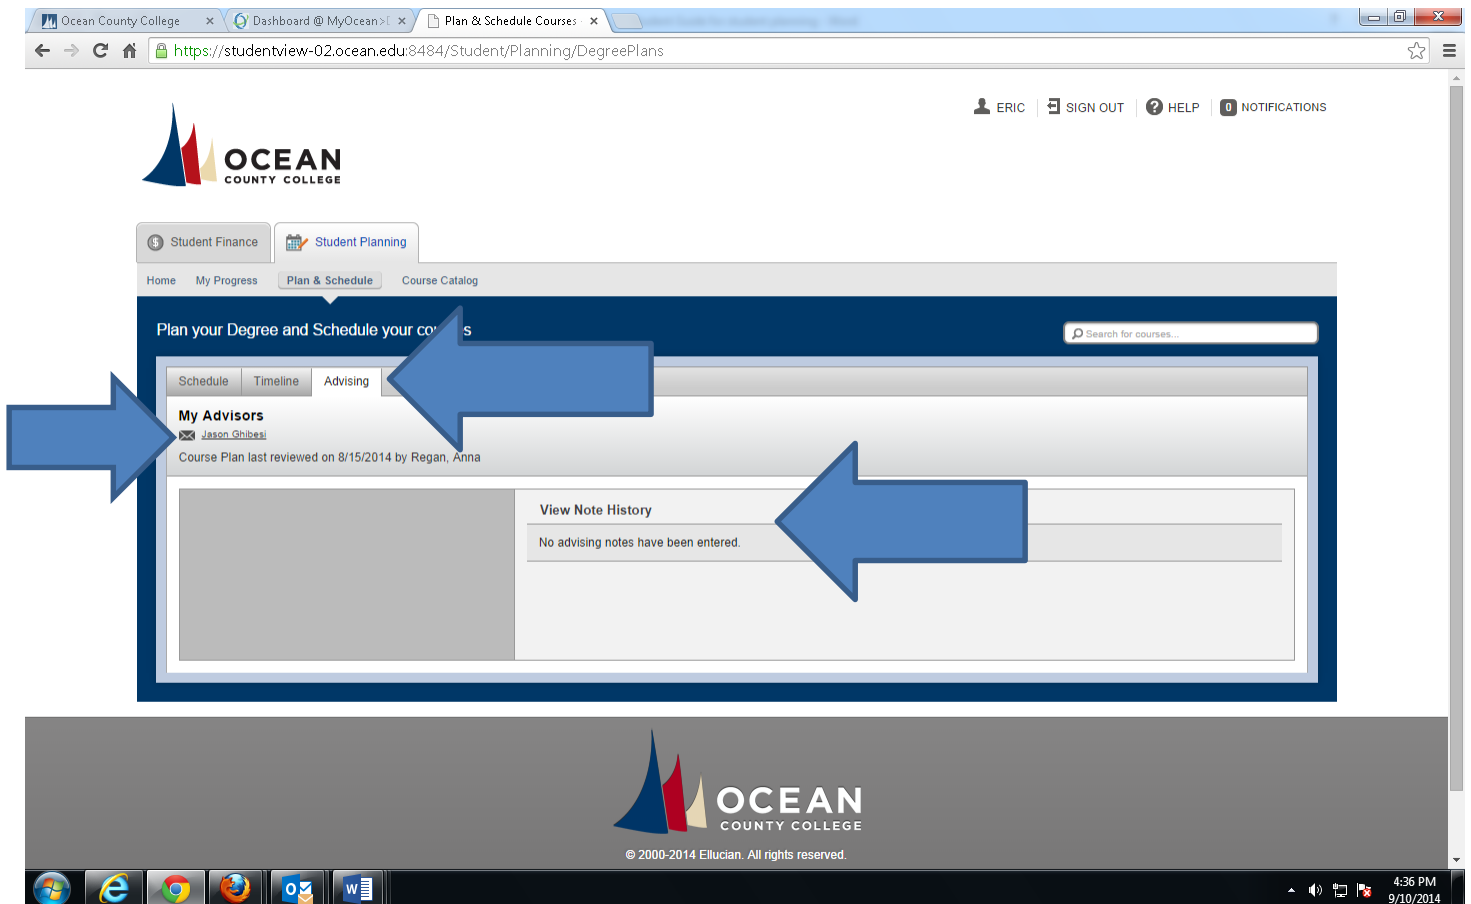 Ocean County College
Dashboard @ MyOcean>[
Plan & Schedule Courses
https://studentview-02.ocean.edu:8484/Student/Planning/DegreePlans
ERIC
SIGN OUT
HELP
0 NOTIFICATIONS
OCEAN
COUNTY COLLEGE
Student Finance
Student Planning
Home
My Progress
Plan & Schedule
Course Catalog
Plan your Degree and Schedule your
Search for courses...
Schedule
Timeline
Advising
My Advisors
Jason Ghibesi
Course Plan last reviewed on 8/15/2014 by Regan, Anna
View Note History
No advising notes have been entered.
OCEAN
COUNTY COLLEGE
© 2000-2014 Ellucian. All rights reserved.
4:36 PM
9/10/2014